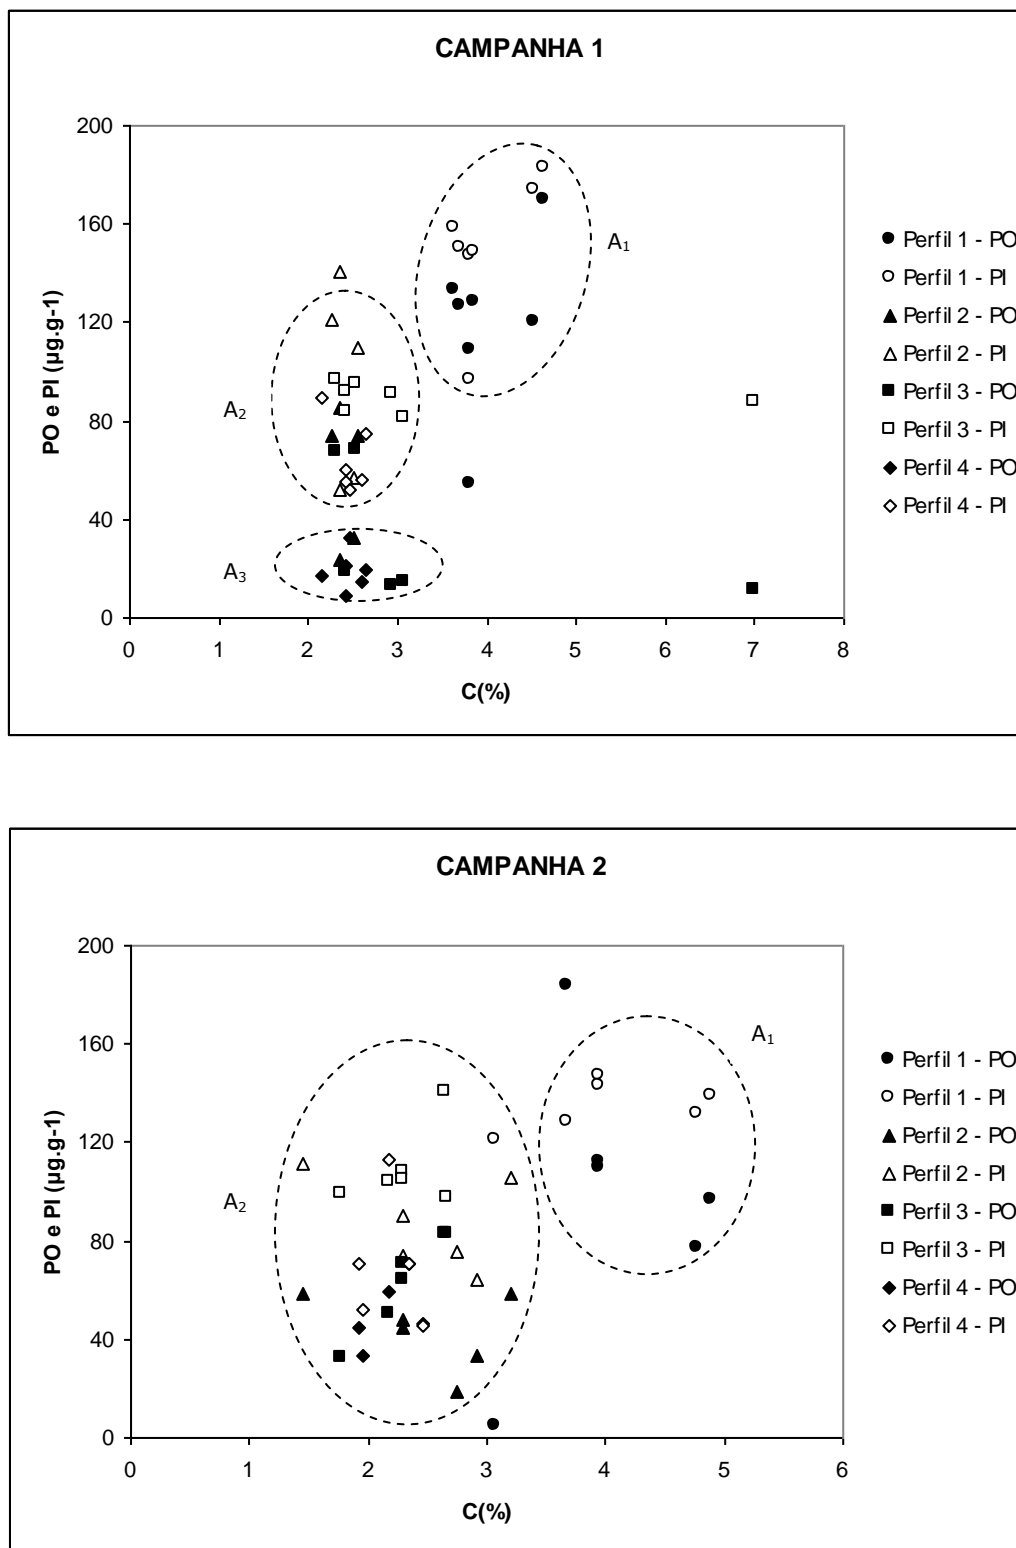 CAMPANHA 1
PO e PI (µg.g-1)
200
160
120
80
40
0
A1
A2
A3
0 1 2 3 4 5 6 7 8
C(%)
Perfil 1 - PO
Perfil 1 - PI
Perfil 2 - PO
Perfil 2 - PI
Perfil 3 - PO
Perfil 3 - PI
Perfil 4 - PO
Perfil 4 - PI
CAMPANHA 2
PO e PI (µg.g-1)
200
160
120
80
40
0
A1
A2
0 1 2 3 4 5 6
C(%)
Perfil 1 - PO
Perfil 1 - PI
Perfil 2 - PO
Perfil 2 - PI
Perfil 3 - PO
Perfil 3 - PI
Perfil 4 - PO
Perfil 4 - PI